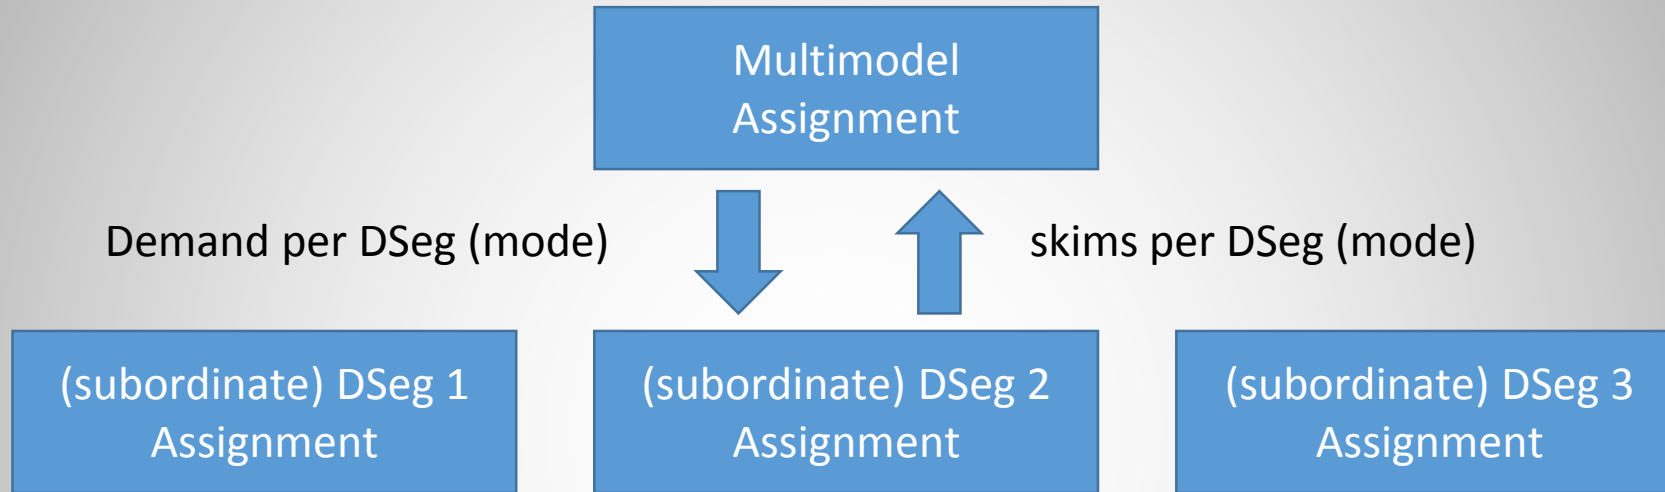 Multimodel
Assignment
Demand per DSeg (mode)
skims per DSeg (mode)
(subordinate) DSeg 1
Assignment
(subordinate) DSeg 2
Assignment
(subordinate) DSeg 3
Assignment